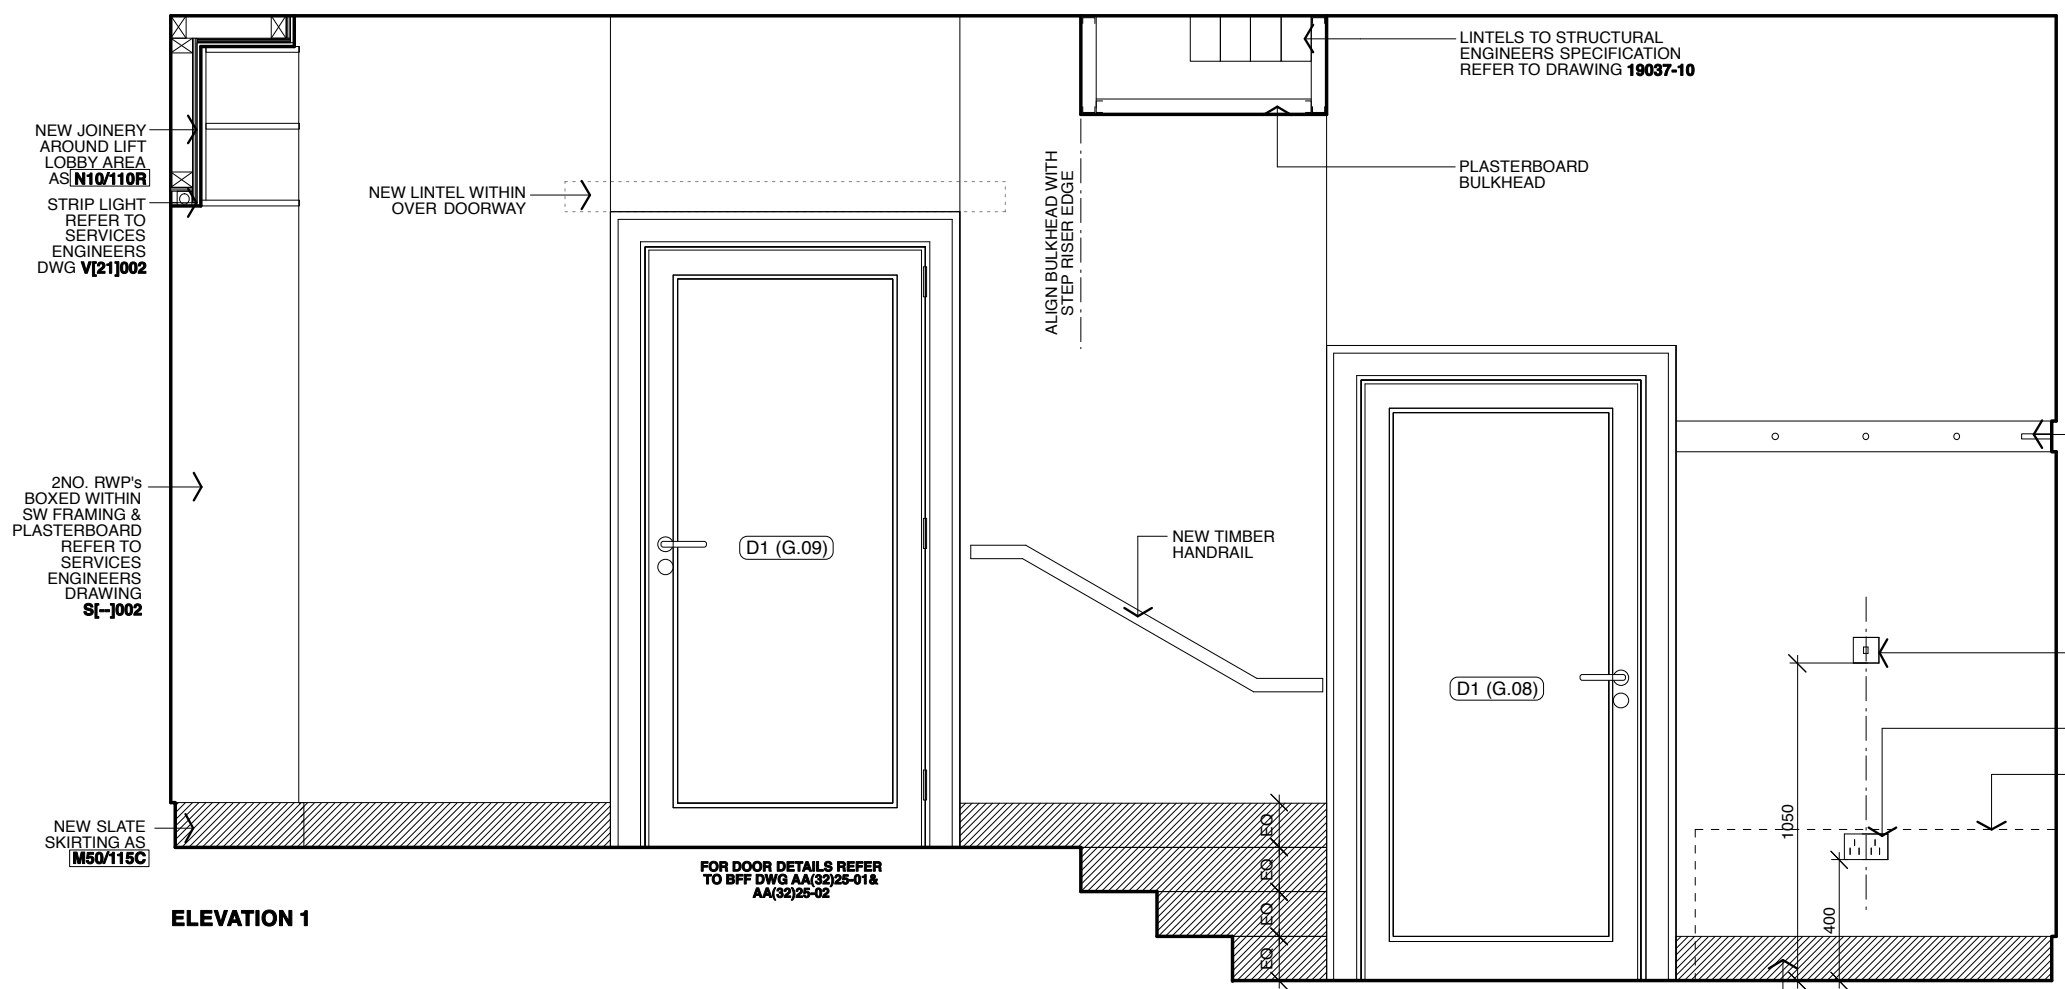 LINTELS TO STRUCTURAL
ENGINEERS SPECIFICATION
REFER TO DRAWING 19037-10
NEW JOINERY
AROUND LIFT
LOBBY AREA
AS N10/110R
STRIP LIGHT
REFER TO
SERVICES
ENGINEERS
DWG V[21]002
NEW LINTEL WITHIN
OVER DOORWAY
ALIGN BULKHEAD WITH
STEP RISER EDGE
PLASTERBOARD
BULKHEAD
2NO. RWP's
BOXED WITHIN
SW FRAMING &
PLASTERBOARD
REFER TO
SERVICES
ENGINEERS
DRAWING
S[--]002
D1 (G.09)
NEW TIMBER
HANDRAIL
D1 (G.08)
NEW SLATE
SKIRTING AS
M50/115C
FOR DOOR DETAILS REFER
TO BFF DWG AA(32)25-01&
AA(32)25-02
EQ
EQ
EQ
EQ
1050
400
ELEVATION 1